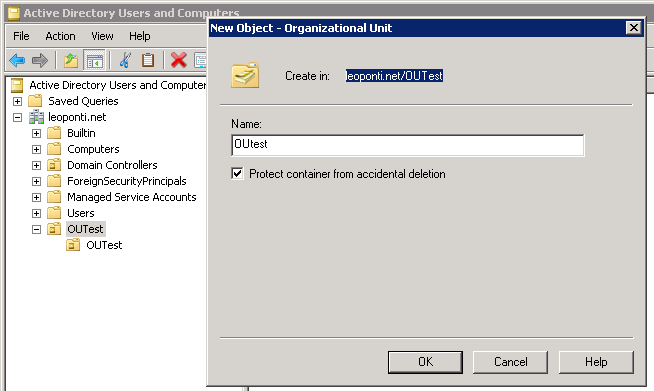 Active Directory Users and Computers
File Action View Help
Active Directory Users and Computer
Saved Queries
leoponti.net
Builtin
Computers
Domain Controllers
ForeignSecurityPrincipals
Managed Service Accounts
Users
OUTest
OUTest
New Object - Organizational Unit
Create in: leoponti.net/OUTest
Name:
OUtest
Protect container from accidental deletion
OK Cancel Help